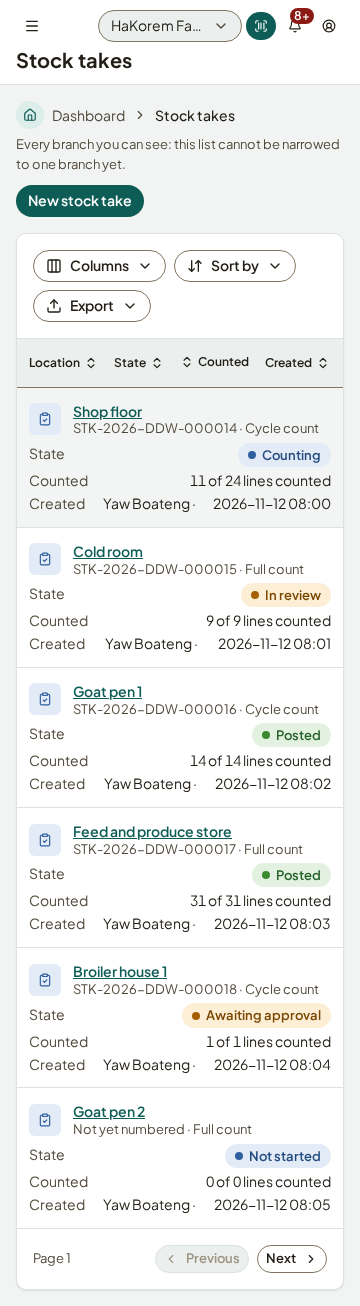 HaKorem Fa...
8+
Stock takes
Dashboard > Stock takes
Every branch you can see: this list cannot be narrowed
to one branch yet.
New stock take
Columns
Sort by
Export
Location State Counted Created
Shop floor
STK-2026-DDW-000014 · Cycle count
State Counting
Counted 11 of 24 lines counted
Created Yaw Boateng · 2026-11-12 08:00
Cold room
STK-2026-DDW-000015 · Full count
State In review
Counted 9 of 9 lines counted
Created Yaw Boateng · 2026-11-12 08:01
Goat pen 1
STK-2026-DDW-000016 · Cycle count
State Posted
Counted 14 of 14 lines counted
Created Yaw Boateng · 2026-11-12 08:02
Feed and produce store
STK-2026-DDW-000017 · Full count
State Posted
Counted 31 of 31 lines counted
Created Yaw Boateng · 2026-11-12 08:03
Broiler house 1
STK-2026-DDW-000018 · Cycle count
State Awaiting approval
Counted 1 of 1 lines counted
Created Yaw Boateng · 2026-11-12 08:04
Goat pen 2
Not yet numbered · Full count
State Not started
Counted 0 of 0 lines counted
Created Yaw Boateng · 2026-11-12 08:05
Page 1 Previous Next